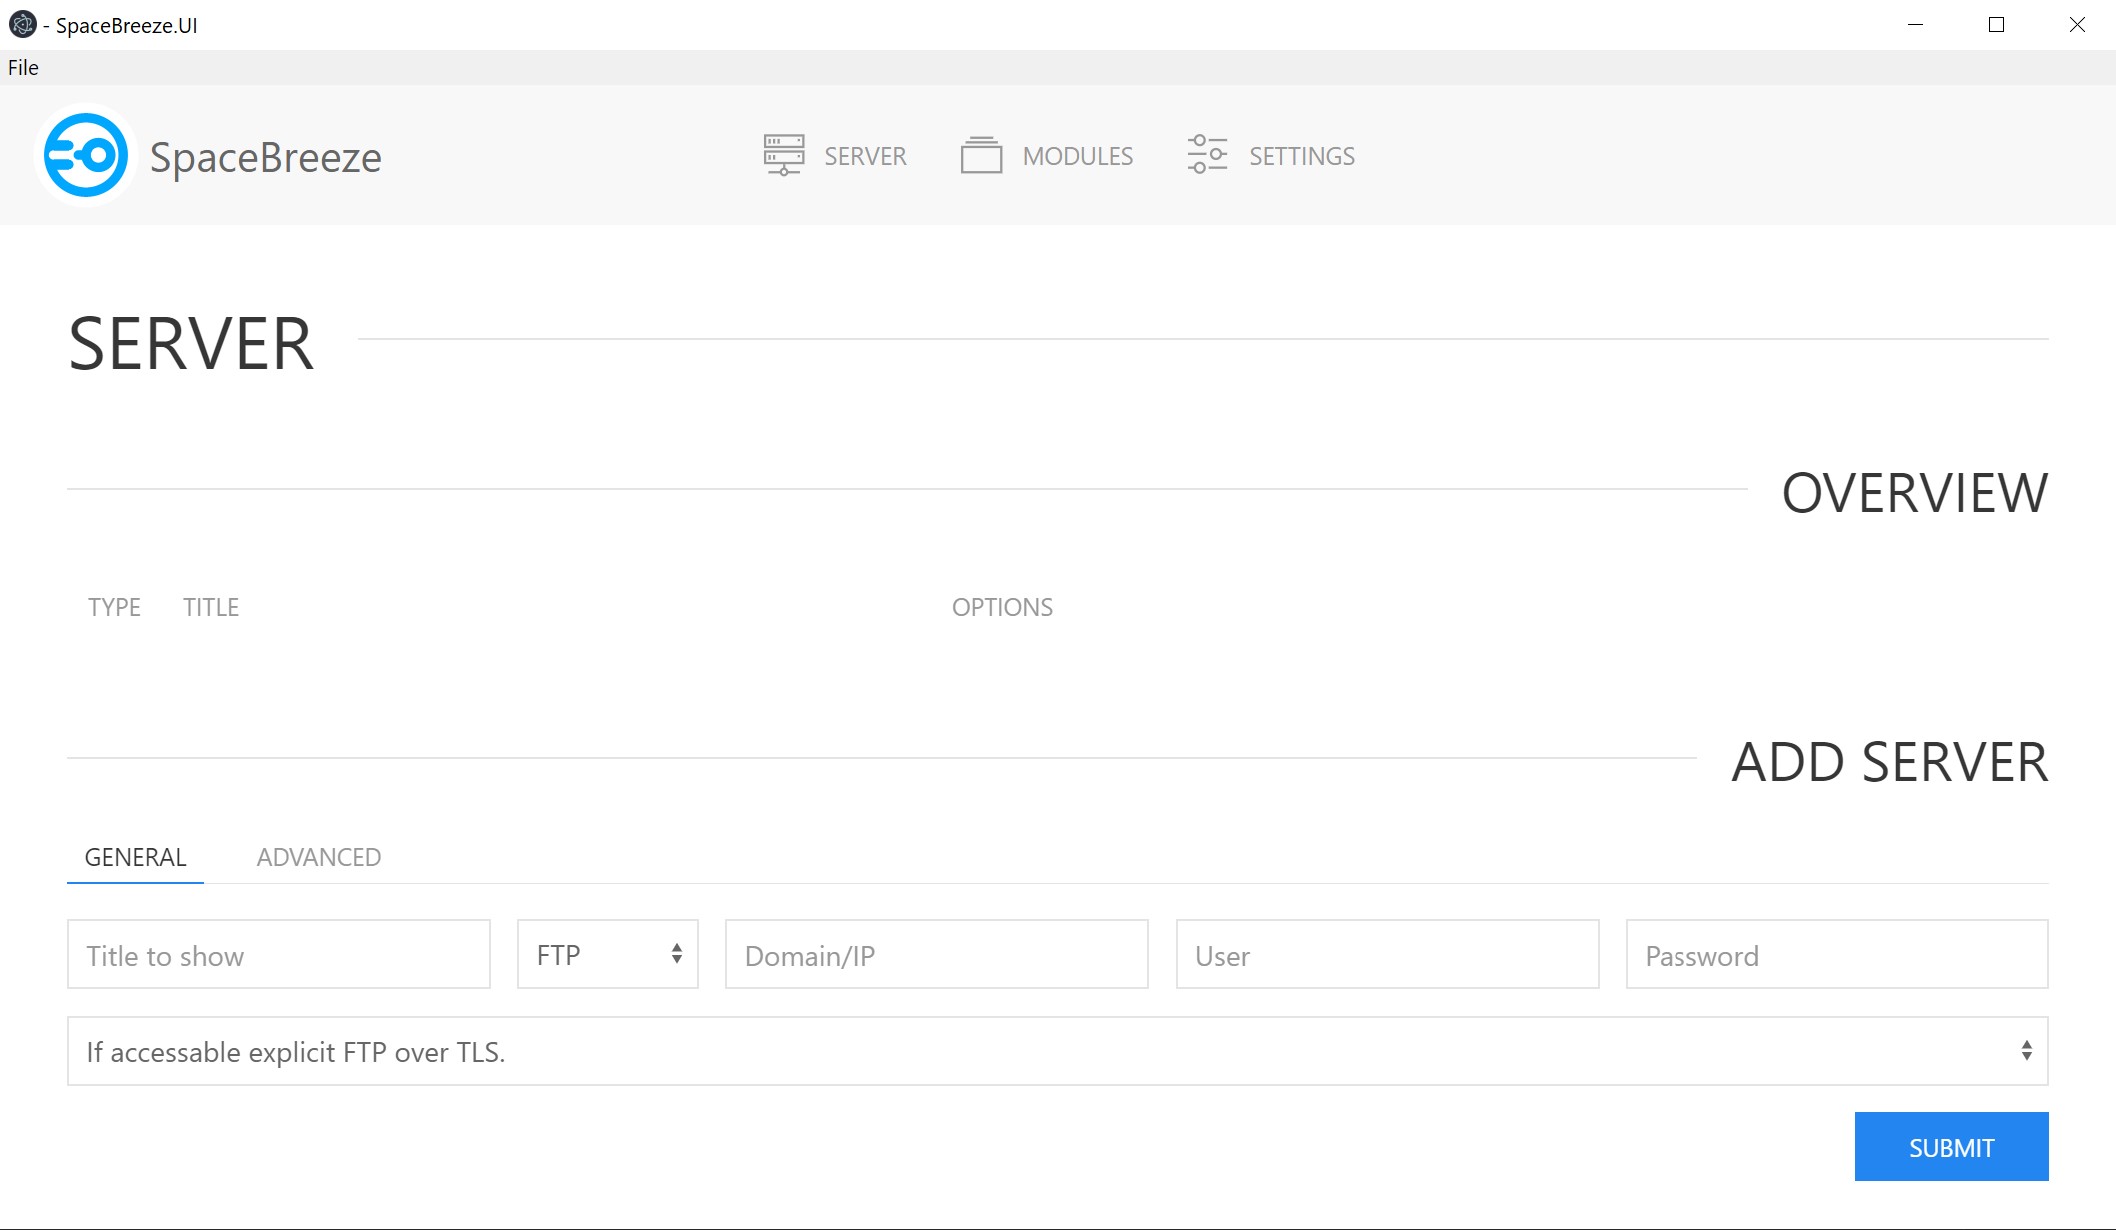 - SpaceBreeze.UI
File
SpaceBreeze
SERVER MODULES SETTINGS
SERVER
OVERVIEW
TYPE TITLE OPTIONS
ADD SERVER
GENERAL ADVANCED
Title to show FTP Domain/IP User Password
If accessable explicit FTP over TLS.
SUBMIT